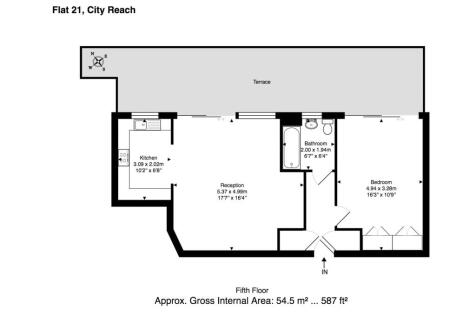 Flat 21, City Reach
N
E
W
S
Terrace
Kitchen
3.09 x 2.02m
10'2" x 6'8"
Bathroom
2.00 x 1.94m
6'7" x 6'4"
Reception
5.37 x 4.99m
17'7" x 16'4"
Bedroom
4.94 x 3.28m
16'3" x 10'9"
IN
Fifth Floor
Approx. Gross Internal Area: 54.5 m² ... 587 ft²